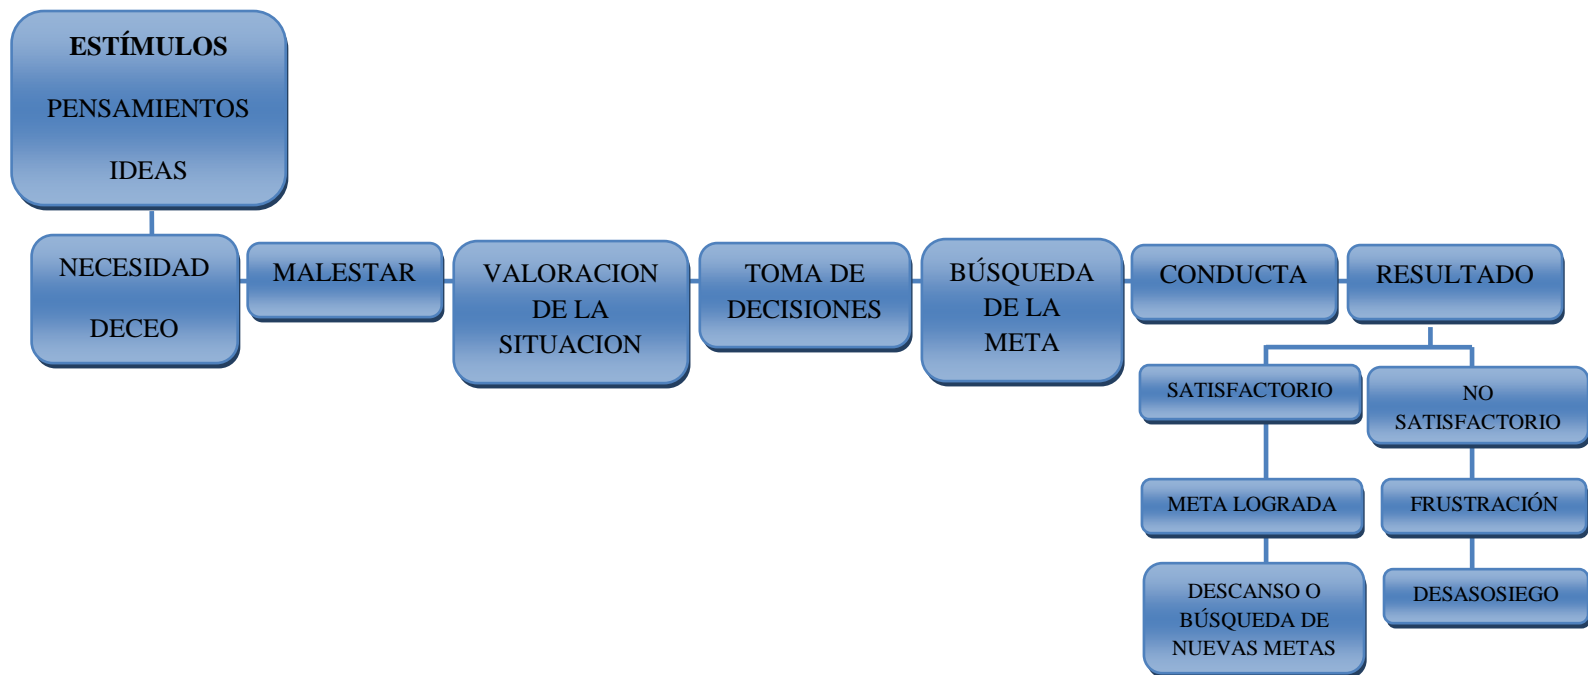 ESTÍMULOS
PENSAMIENTOS
IDEAS
NECESIDAD
DECEO
MALESTAR
VALORACION
DE LA
SITUACION
TOMA DE
DECISIONES
BÚSQUEDA
DE LA
META
CONDUCTA
RESULTADO
SATISFACTORIO
META LOGRADA
DESCANSO O
BÚSQUEDA DE
NUEVAS METAS
NO
SATISFACTORIO
FRUSTRACIÓN
DESASOSIEGO